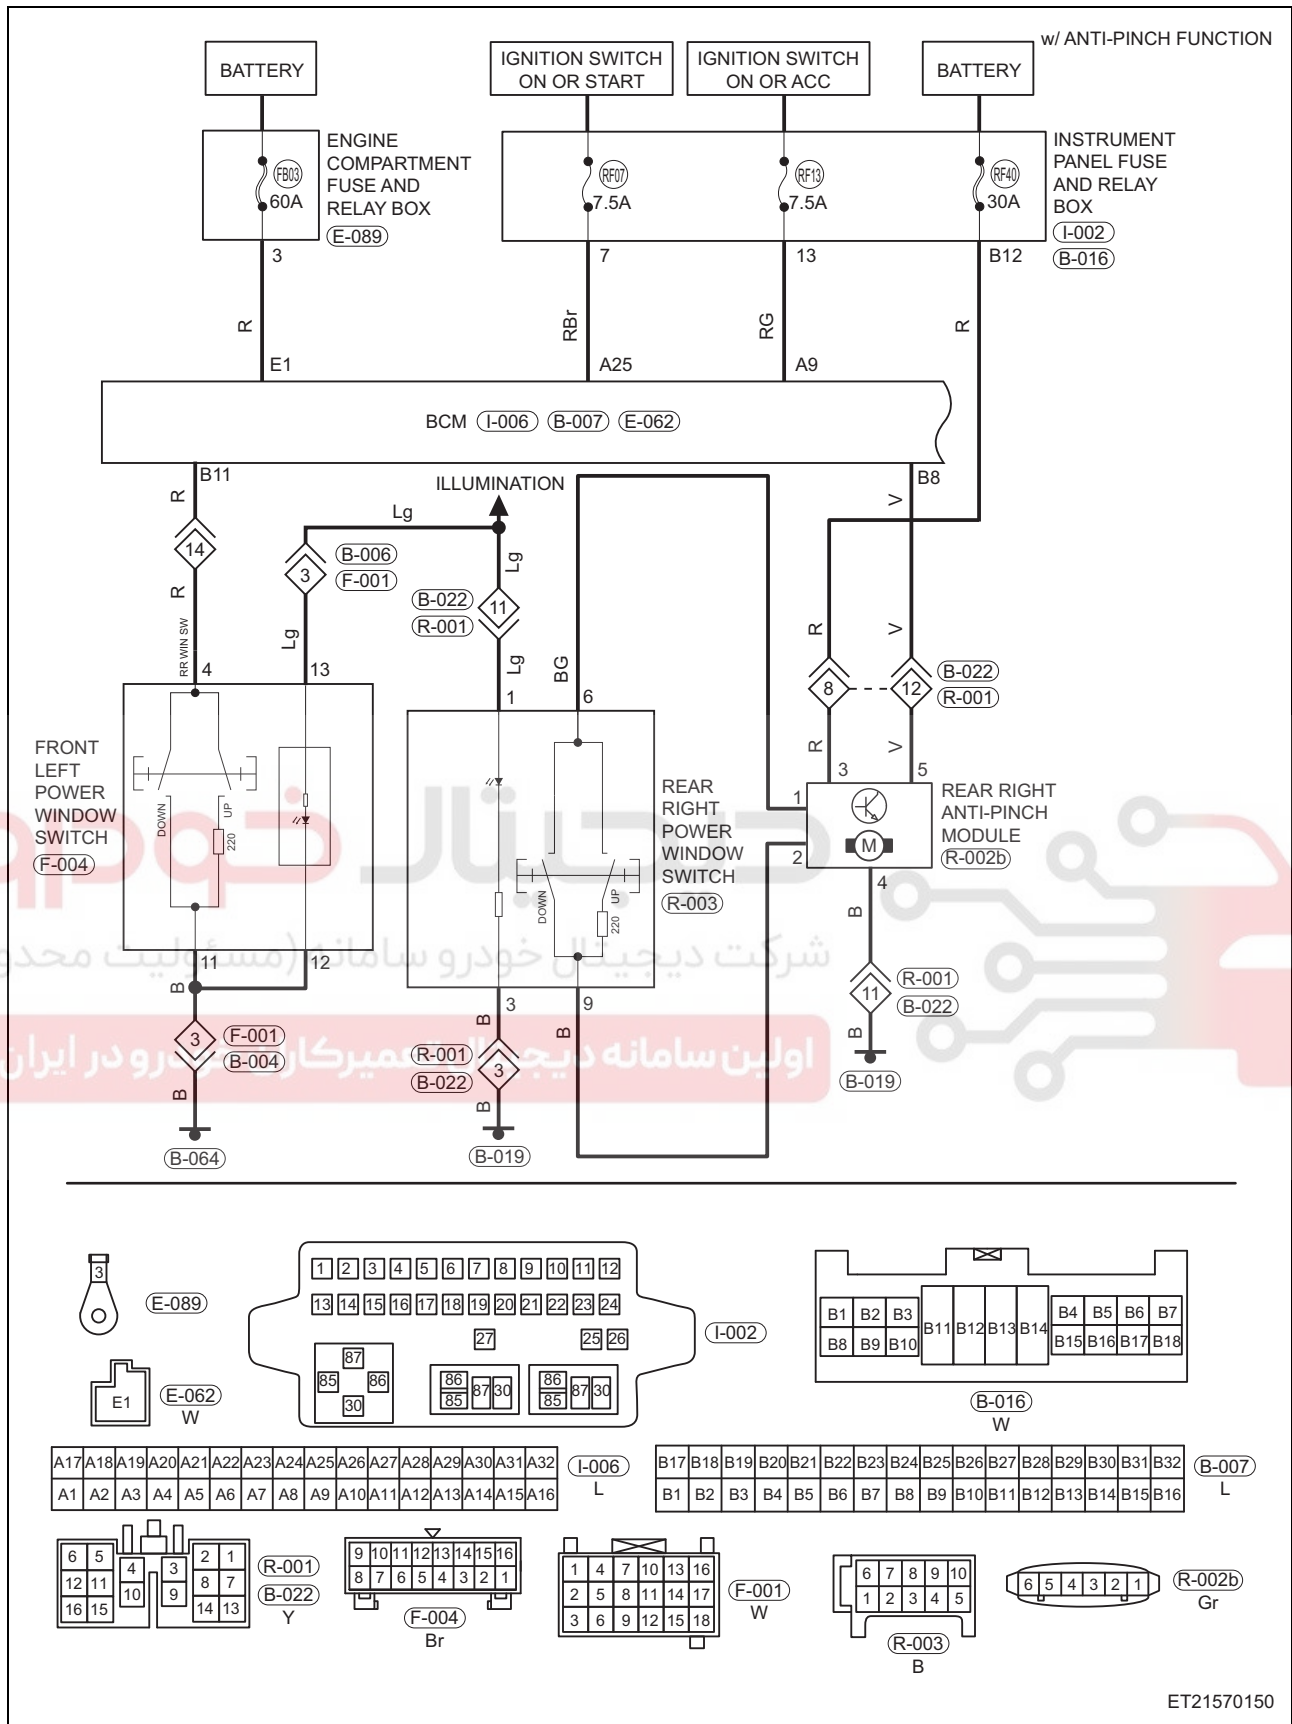 w/ ANTI-PINCH FUNCTION
BATTERY
IGNITION SWITCH
ON OR START
IGNITION SWITCH
ON OR ACC
BATTERY
FB03
60A
ENGINE
COMPARTMENT
FUSE AND
RELAY BOX
E-089
RF07
7.5A
RF13
7.5A
RF40
30A
INSTRUMENT
PANEL FUSE
AND RELAY
BOX
I-002
B-016
3
7
13
B12
R
RBr
RG
R
E1
A25
A9
BCM I-006 B-007 E-062
B11
B8
ILLUMINATION
R
Lg
V
14
B-006
3
F-001
Lg
B-022
11
R-001
R
Lg
Lg
BG
R
V
RR WIN SW
4
13
1
6
8
12
B-022
R-001
R
V
3
5
FRONT
LEFT
POWER
WINDOW
SWITCH
F-004
DOWN
UP
220
REAR
RIGHT
POWER
WINDOW
SWITCH
R-003
DOWN
UP
220
1
2
M
REAR RIGHT
ANTI-PINCH
MODULE
R-002b
4
B
دیجیتال خودرو
شرکت دیجیتال خودرو سامانه (مسئولیت محدو
11
12
B
3
9
B
B
R-001
11
B-022
B
B-019
اولین سامانه دیجیتال تعمیرکاران خودرو در ایران
3
F-001
B-004
B
B-064
R-001
3
B-022
B
B-019
3
E-089
E1
E-062
W
1 2 3 4 5 6 7 8 9 10 11 12
13 14 15 16 17 18 19 20 21 22 23 24
27 25 26
87
85 86
30
86
85
87 30
86
85
87 30
I-002
B1 B2 B3 B11 B12 B13 B14 B4 B5 B6 B7
B8 B9 B10 B15 B16 B17 B18
B-016
W
A17 A18 A19 A20 A21 A22 A23 A24 A25 A26 A27 A28 A29 A30 A31 A32
A1 A2 A3 A4 A5 A6 A7 A8 A9 A10 A11 A12 A13 A14 A15 A16
I-006
L
B17 B18 B19 B20 B21 B22 B23 B24 B25 B26 B27 B28 B29 B30 B31 B32
B1 B2 B3 B4 B5 B6 B7 B8 B9 B10 B11 B12 B13 B14 B15 B16
B-007
L
6 5 4 3 2 1
12 11 10 9 8 7
16 15 14 13
R-001
B-022
Y
9 10 11 12 13 14 15 16
8 7 6 5 4 3 2 1
F-004
Br
1 4 7 10 13 16
2 5 8 11 14 17
3 6 9 12 15 18
F-001
W
6 7 8 9 10
1 2 3 4 5
R-003
B
6 5 4 3 2 1
R-002b
Gr
ET21570150